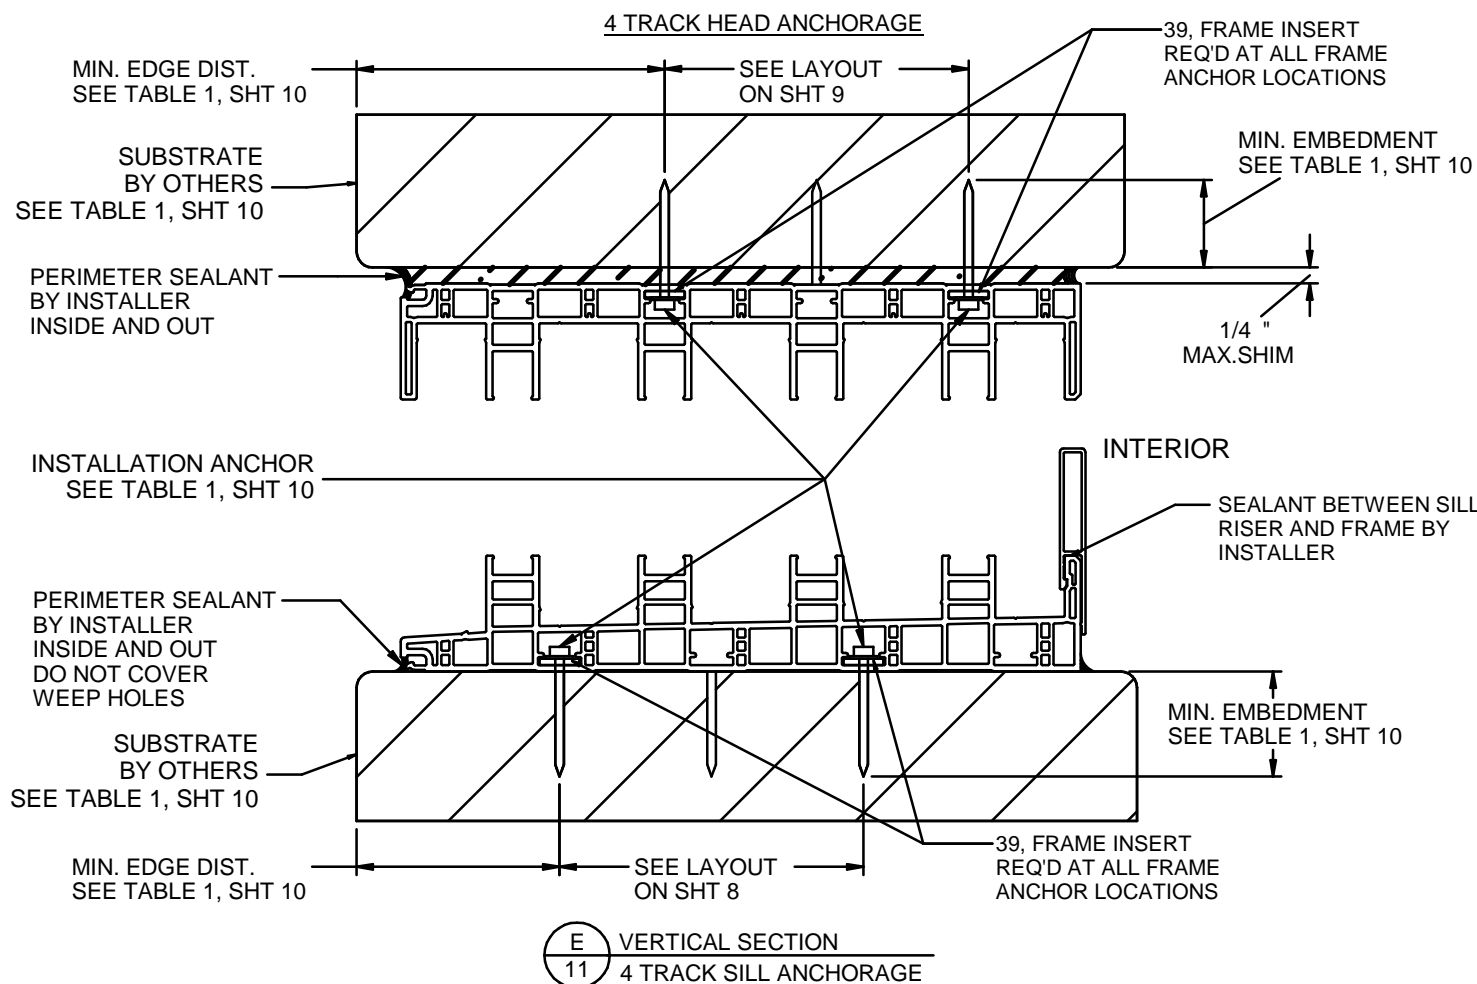 4 TRACK HEAD ANCHORAGE
MIN. EDGE DIST.
SEE TABLE 1, SHT 10
SEE LAYOUT
ON SHT 9
39, FRAME INSERT
REQ'D AT ALL FRAME
ANCHOR LOCATIONS
SUBSTRATE
BY OTHERS
SEE TABLE 1, SHT 10
MIN. EMBEDMENT
SEE TABLE 1, SHT 10
PERIMETER SEALANT
BY INSTALLER
INSIDE AND OUT
1/4 "
MAX.SHIM
INSTALLATION ANCHOR
SEE TABLE 1, SHT 10
INTERIOR
SEALANT BETWEEN SILL
RISER AND FRAME BY
INSTALLER
PERIMETER SEALANT
BY INSTALLER
INSIDE AND OUT
DO NOT COVER
WEEP HOLES
SUBSTRATE
BY OTHERS
SEE TABLE 1, SHT 10
MIN. EMBEDMENT
SEE TABLE 1, SHT 10
MIN. EDGE DIST.
SEE TABLE 1, SHT 10
SEE LAYOUT
ON SHT 8
39, FRAME INSERT
REQ'D AT ALL FRAME
ANCHOR LOCATIONS
E
11
VERTICAL SECTION
4 TRACK SILL ANCHORAGE